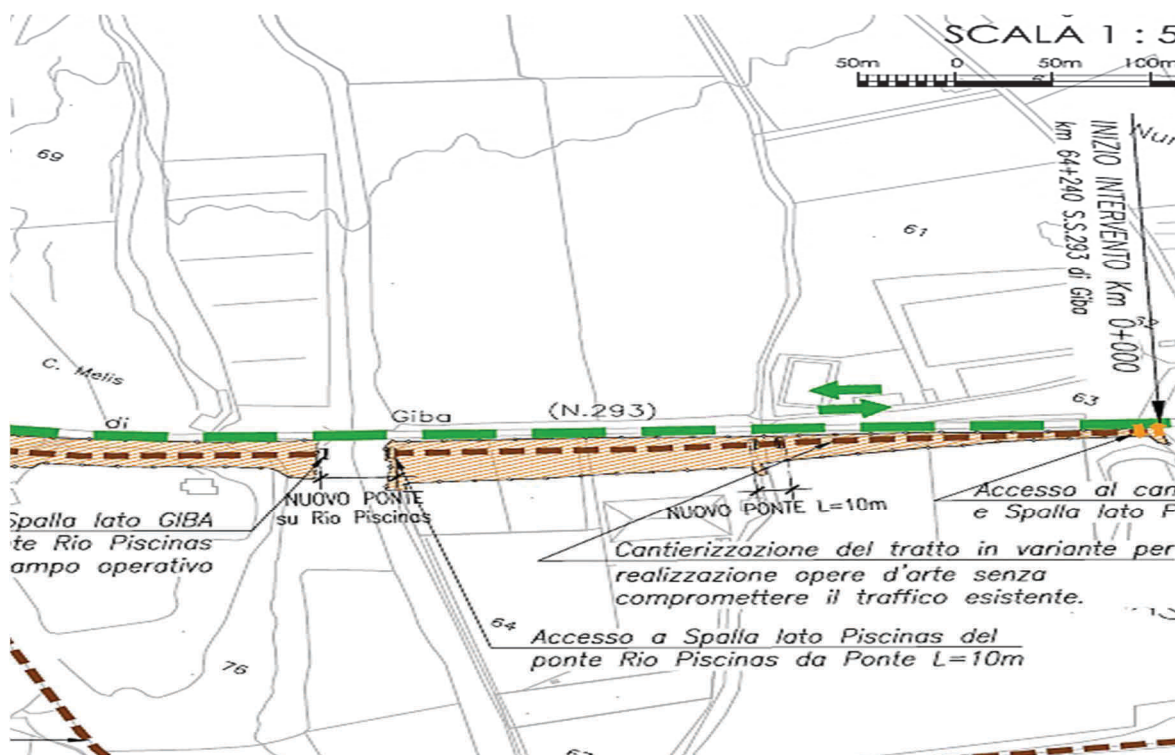 SCALA 1 : 5
50m 0 50m 100m
INIZIO INTERVENTO Km 0+000
km 64+240 S.S.293 di Giba
Nur
69
61
62
C. Melis
63
di Giba (N.293)
NUOVO PONTE
su Rio Piscinas
NUOVO PONTE L=10m
Spalla lato GIBA
te Rio Piscinas
ampo operativo
Accesso al can
e Spalla lato P
Cantierizzazione del tratto in variante per
realizzazione opere d'arte senza
compromettere il traffico esistente.
64
Accesso a Spalla lato Piscinas del
ponte Rio Piscinas da Ponte L=10m
76